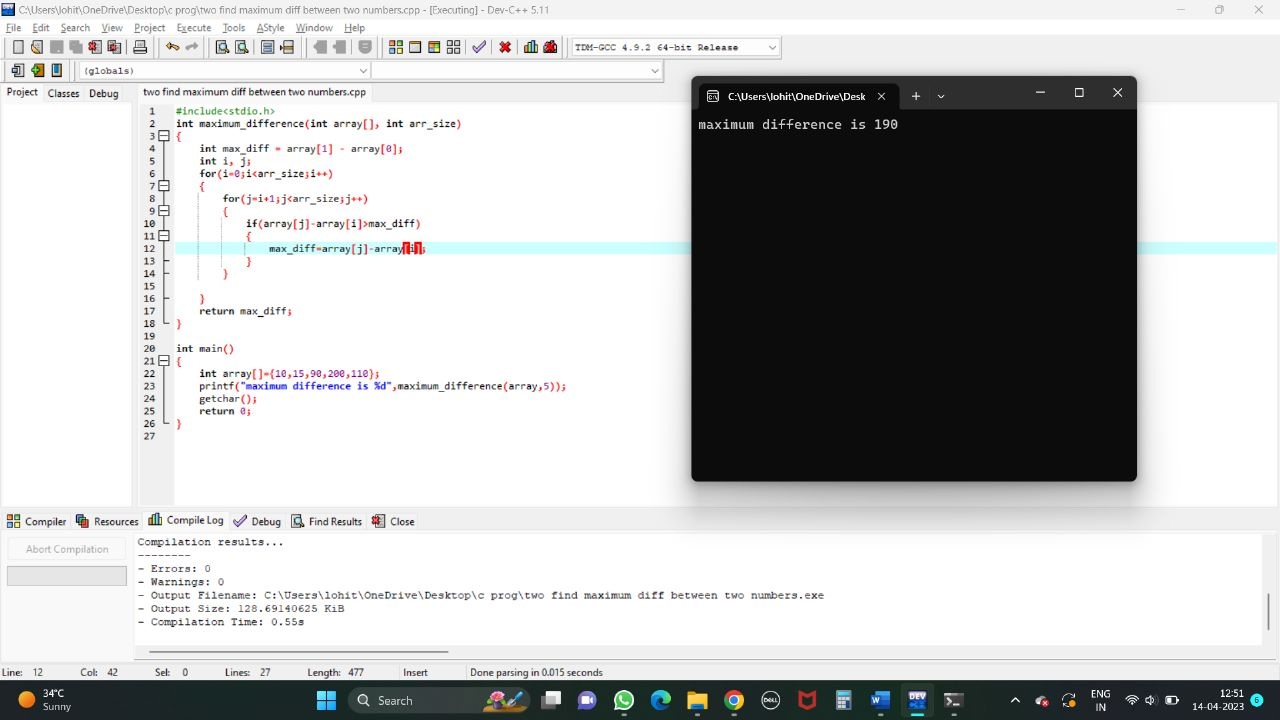 C:\Users\lohit\OneDrive\Desktop\c prog\two find maximum diff between two numbers.cpp - [Executing] - Dev-C++ 5.11
File Edit Search View Project Execute Tools AStyle Window Help
TDM-GCC 4.9.2 64-bit Release
(globals)
Project Classes Debug
two find maximum diff between two numbers.cpp
1 #include<stdio.h>
2 int maximum_difference(int array[], int arr_size)
3 {
4 int max_diff = array[1] - array[0];
5 int i, j;
6 for(i=0;i<arr_size;i++)
7 {
8 for(j=i+1;j<arr_size;j++)
9 {
10 if(array[j]-array[i]>max_diff)
11 {
12 max_diff=array[j]-array[i];
13 }
14 }
15
16 }
17 return max_diff;
18 }
19
20 int main()
21 {
22 int array[]={10,15,90,200,110};
23 printf("maximum difference is %d",maximum_difference(array,5));
24 getchar();
25 return 0;
26 }
27
C:\Users\lohit\OneDrive\Desk
maximum difference is 190
Compiler Resources Compile Log Debug Find Results Close
Abort Compilation
Compilation results...
--------
- Errors: 0
- Warnings: 0
- Output Filename: C:\Users\lohit\OneDrive\Desktop\c prog\two find maximum diff between two numbers.exe
- Output Size: 128.69140625 KiB
- Compilation Time: 0.55s
Line: 12 Col: 42 Sel: 0 Lines: 27 Length: 477 Insert Done parsing in 0.015 seconds
34°C
Sunny
Search
DELL
DEV
ENG
IN
12:51
14-04-2023
6